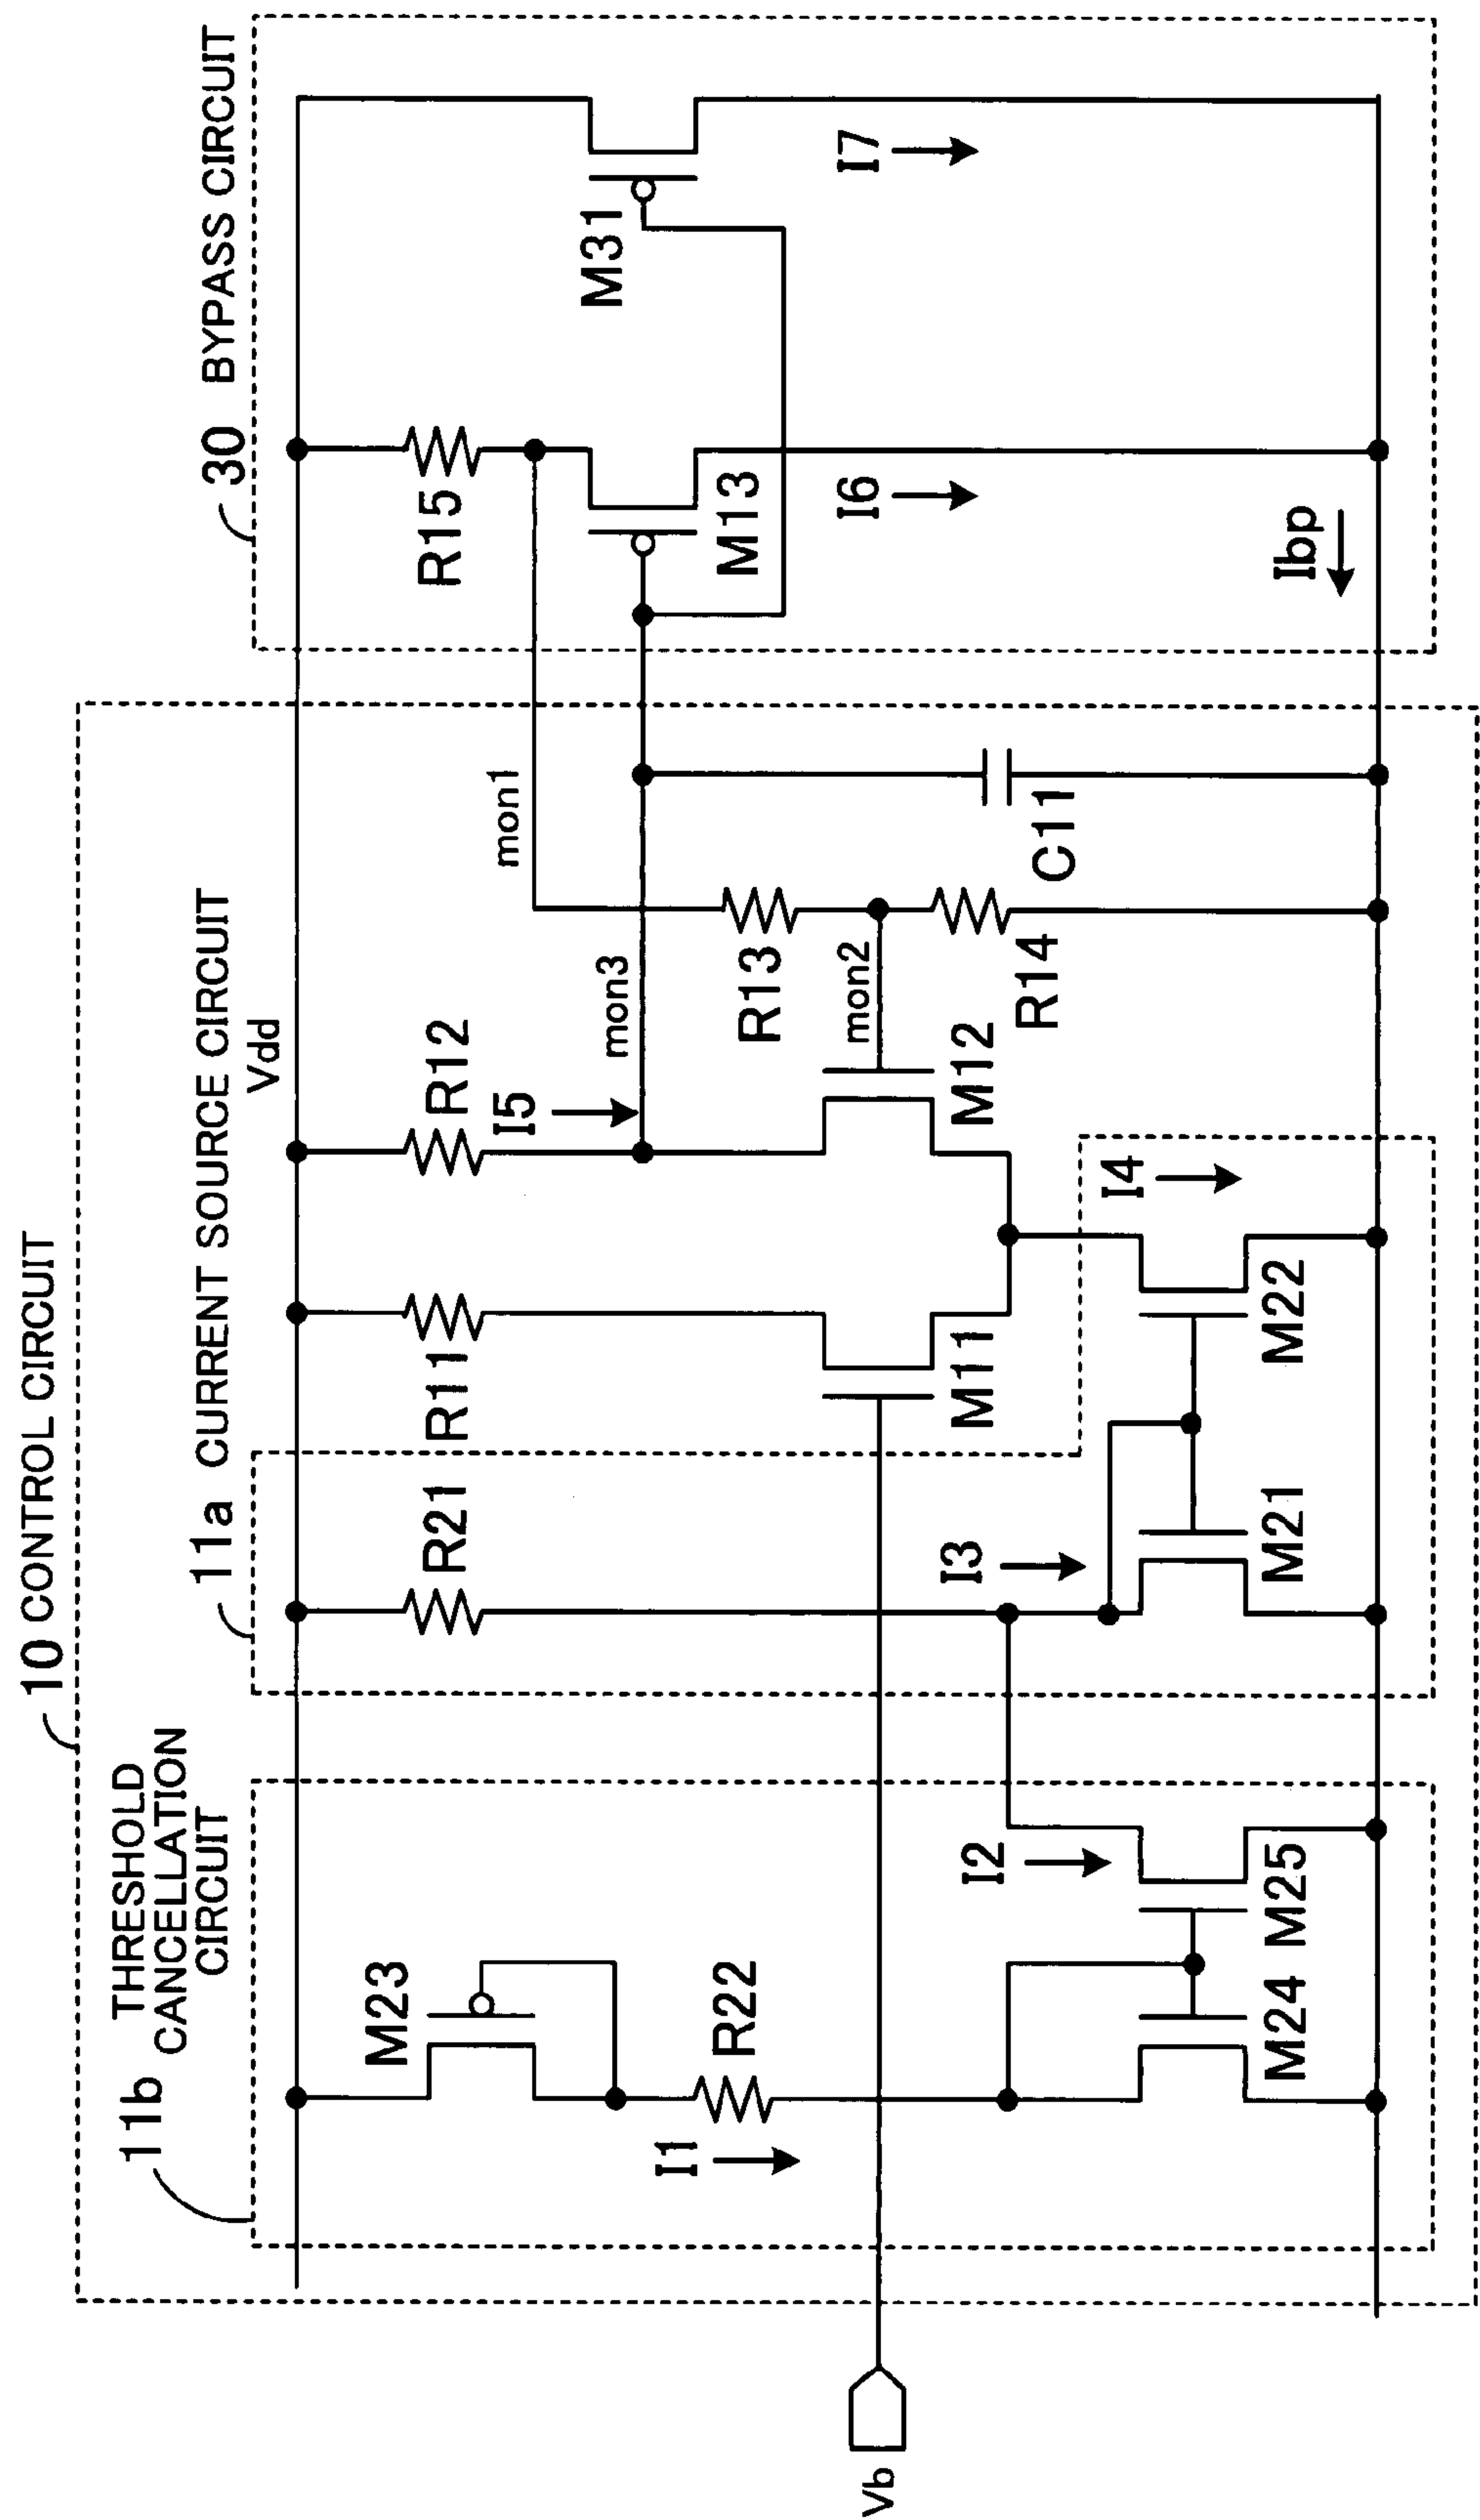 10 CONTROL CIRCUIT
11b THRESHOLD
CANCELLATION
CIRCUIT
11a CURRENT SOURCE CIRCUIT
30 BYPASS CIRCUIT
Vdd
M23
R21
R11
R12
R15
M31
I5
mon1
mon3
M13
I1
R22
R13
mon2
I6
I7
Vb
I2
I3
M11
M12
R14
C11
I4
M24
M25
M21
M22
Ibp